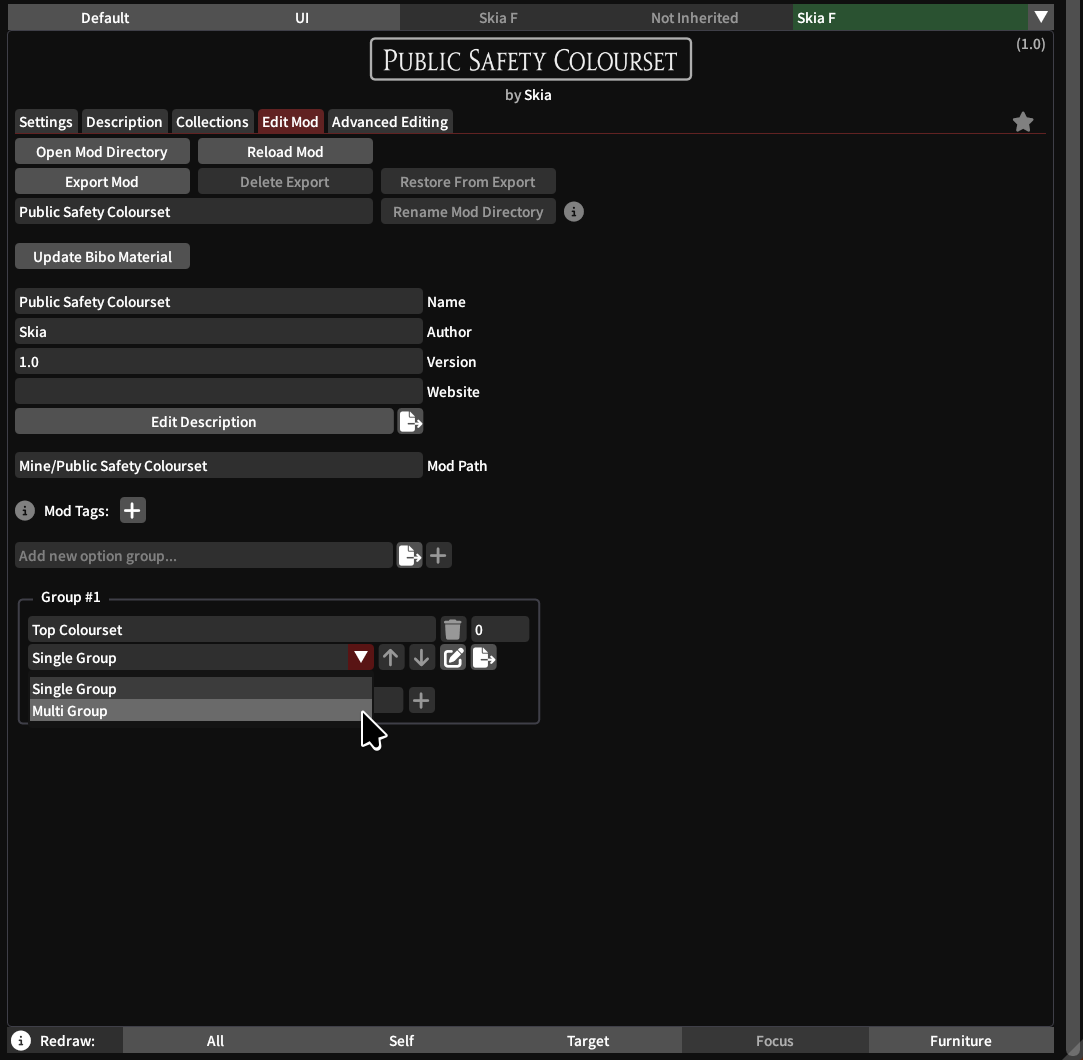 Default UI Skia F Not Inherited Skia F
(1.0)
Public Safety Colourset
by Skia
Settings Description Collections Edit Mod Advanced Editing
Open Mod Directory Reload Mod
Export Mod Delete Export Restore From Export
Public Safety Colourset Rename Mod Directory
Update Bibo Material
Public Safety Colourset Name
Skia Author
1.0 Version
Website
Edit Description
Mine/Public Safety Colourset Mod Path
Mod Tags:
Add new option group...
Group #1
Top Colourset 0
Single Group
Single Group
Multi Group
Redraw: All Self Target Focus Furniture